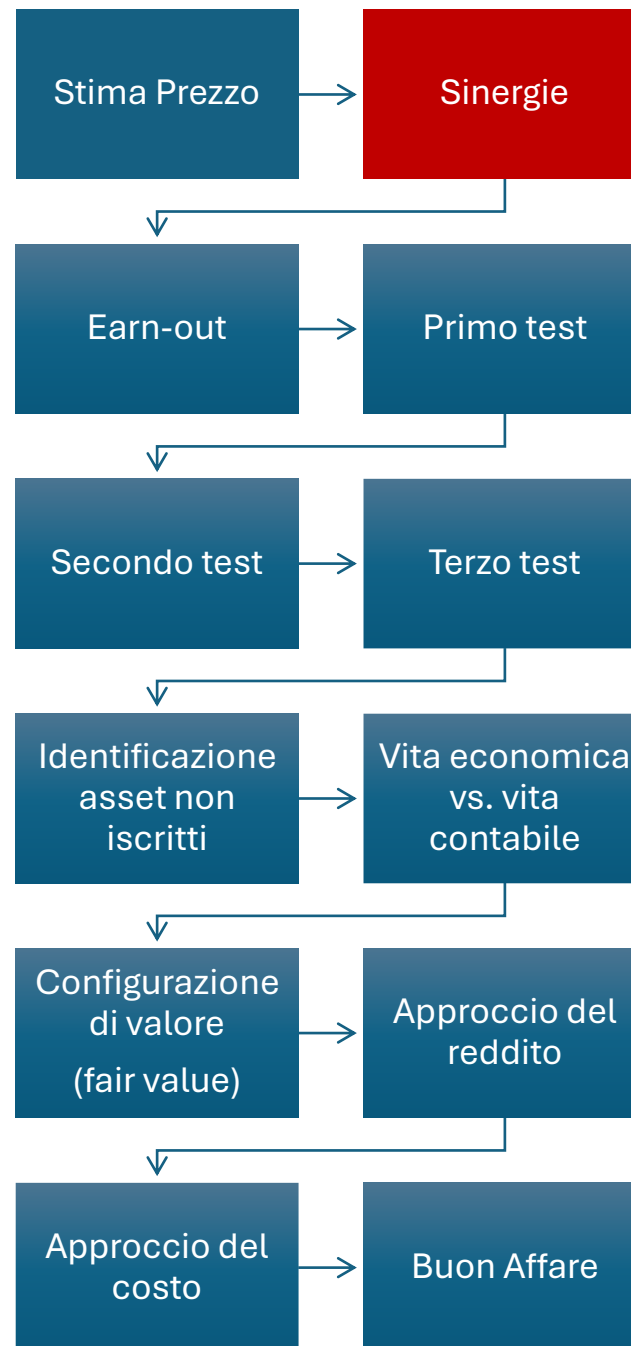 Stima Prezzo
Sinergie
Earn-out
Primo test
Secondo test
Terzo test
Identificazione
asset non
iscritti
Vita economica
vs. vita
contabile
Configurazione
di valore
(fair value)
Approccio del
reddito
Approccio del
costo
Buon Affare